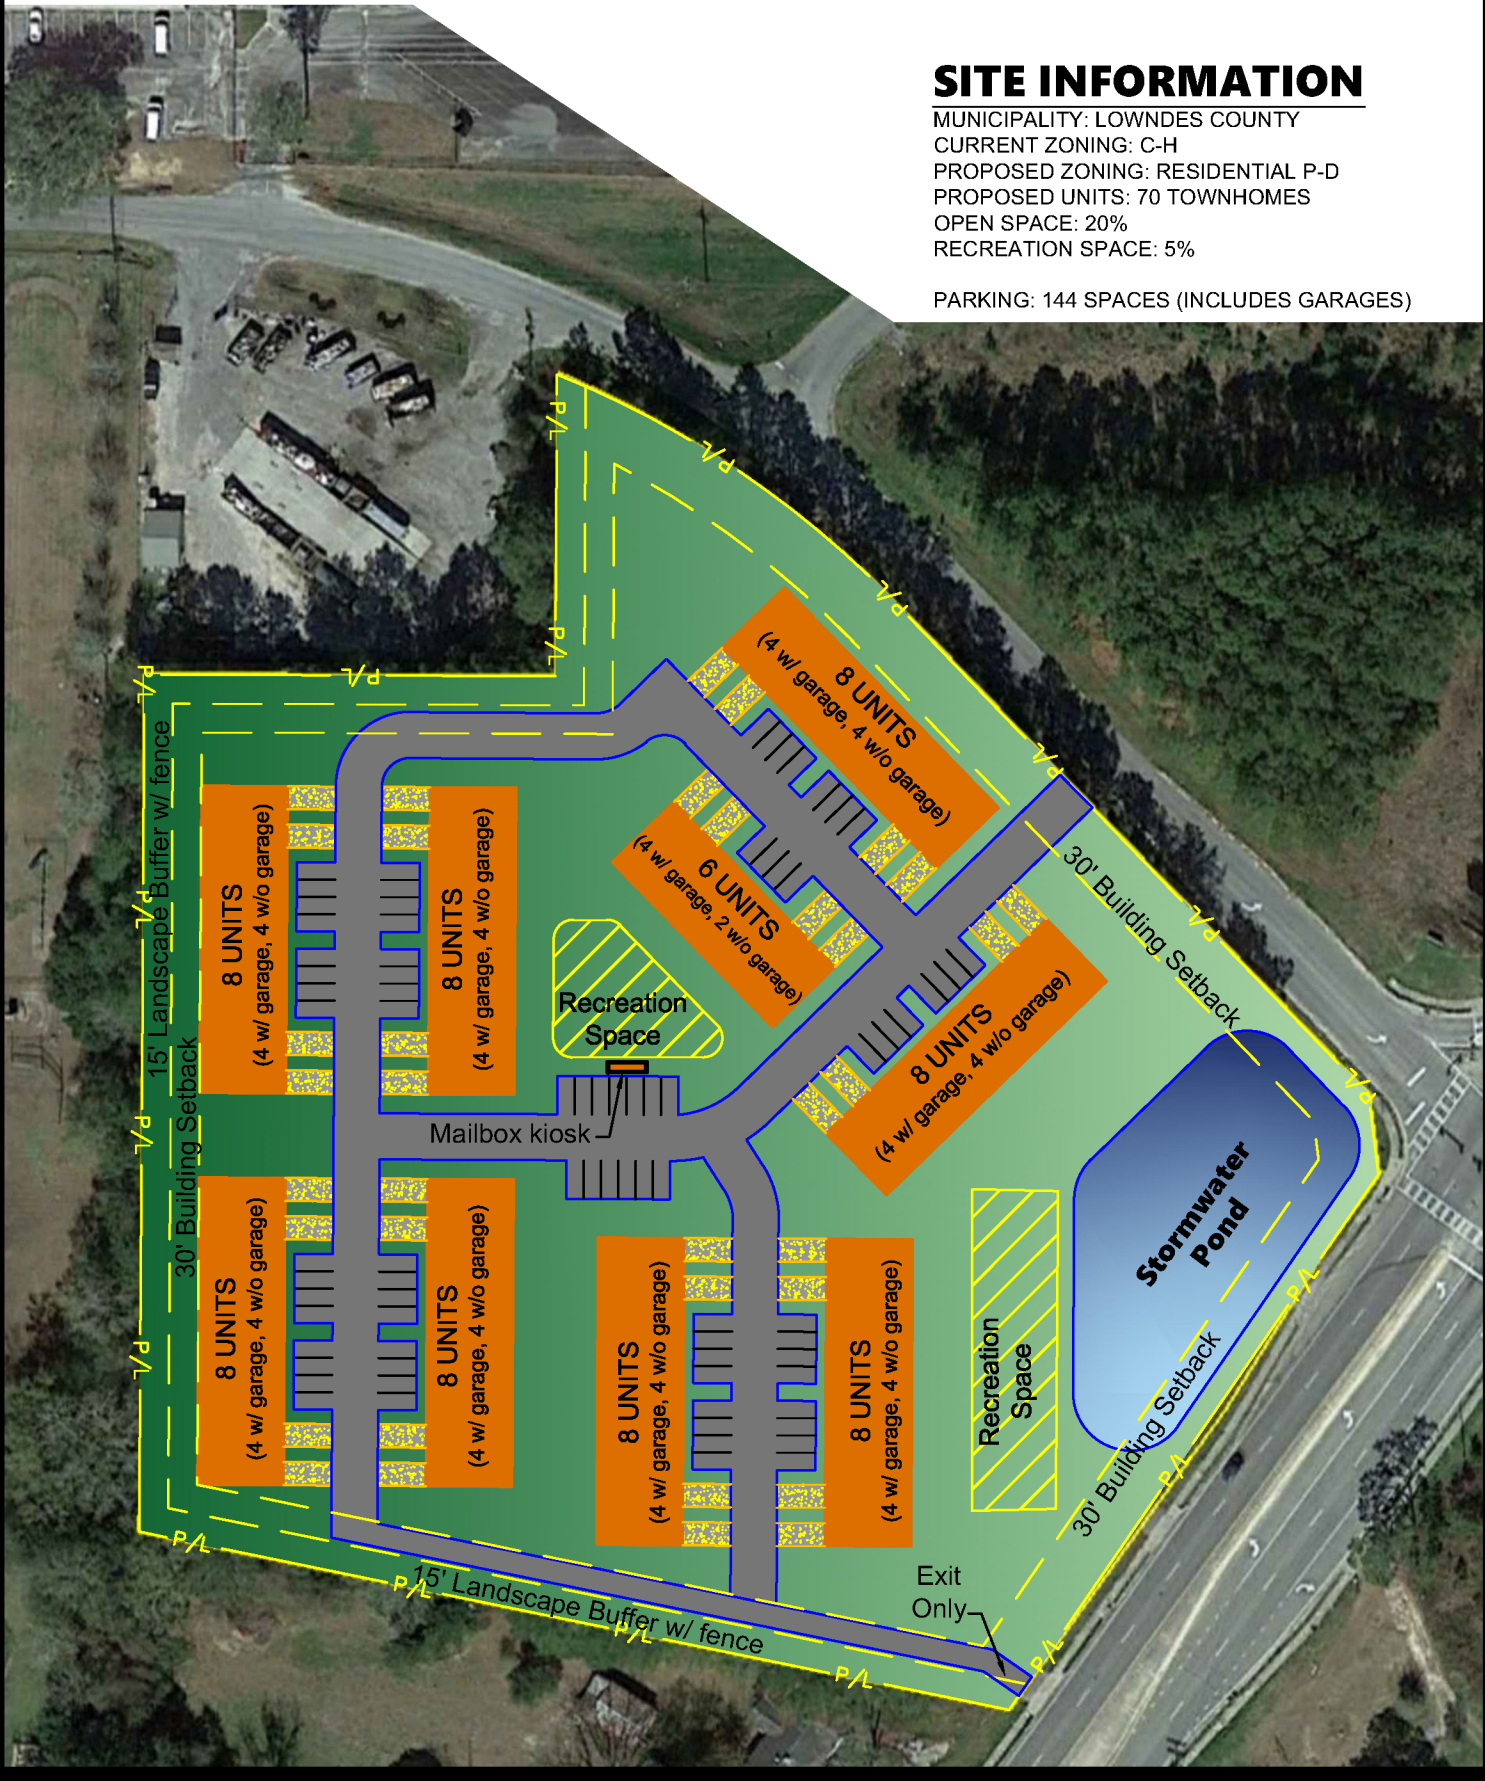 SITE INFORMATION
MUNICIPALITY: LOWNDES COUNTY
CURRENT ZONING: C-H
PROPOSED ZONING: RESIDENTIAL P-D
PROPOSED UNITS: 70 TOWNHOMES
OPEN SPACE: 20%
RECREATION SPACE: 5%
PARKING: 144 SPACES (INCLUDES GARAGES)
P/L
P/L
P/L
P/L
P/L
P/L
P/L
P/L
8 UNITS
(4 w/ garage, 4 w/o garage)
15' Landscape Buffer w/ fence
30' Building Setback
8 UNITS
(4 w/ garage, 4 w/o garage)
8 UNITS
(4 w/ garage, 4 w/o garage)
6 UNITS
(4 w/ garage, 2 w/o garage)
30' Building Setback
P/L
P/L
Recreation
Space
8 UNITS
(4 w/ garage, 4 w/o garage)
P/L
P/L
Mailbox kiosk
Stormwater
Pond
8 UNITS
(4 w/ garage, 4 w/o garage)
8 UNITS
(4 w/ garage, 4 w/o garage)
8 UNITS
(4 w/ garage, 4 w/o garage)
8 UNITS
(4 w/ garage, 4 w/o garage)
Recreation
Space
P/L
30' Building Setback
P/L
P/L
P/L
15' Landscape Buffer w/ fence
P/L
P/L
P/L
Exit
Only
P/L